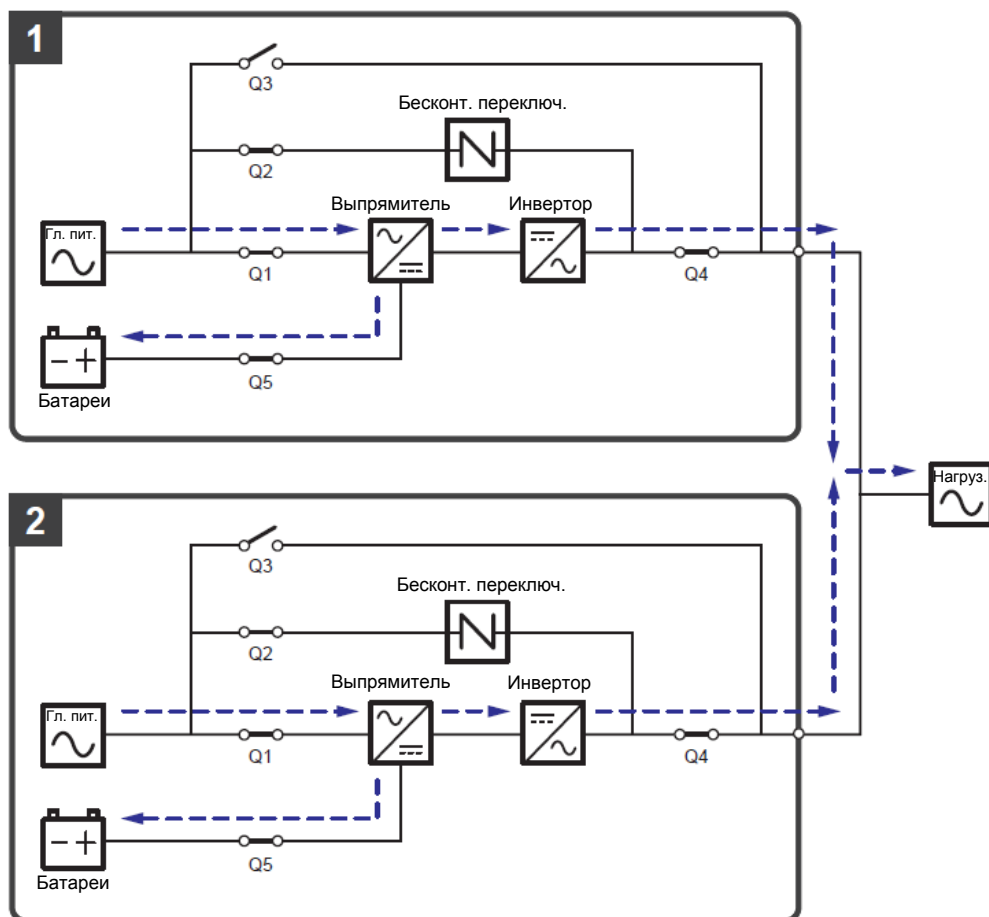 1
Q3
Бесконт. переключ.
Q2
Выпрямитель
Инвертор
Гл. пит.
Q1
Q4
Q5
Батареи
Нагруз.
2
Q3
Бесконт. переключ.
Q2
Выпрямитель
Инвертор
Гл. пит.
Q1
Q4
Q5
Батареи